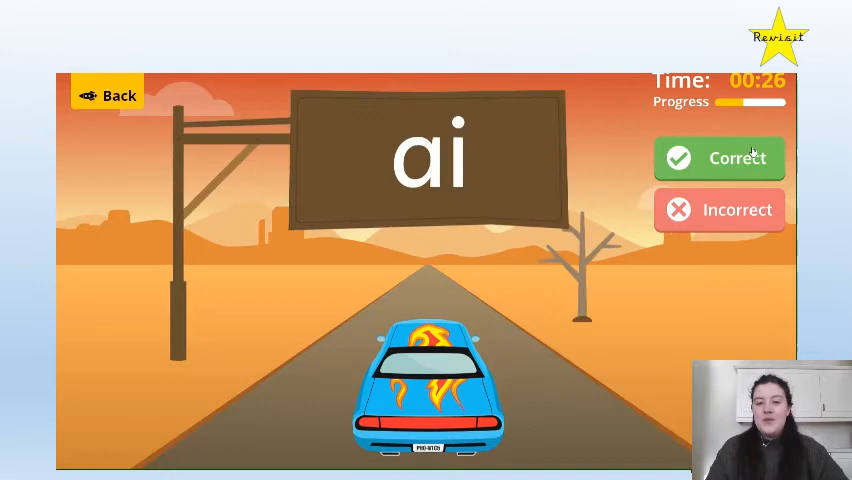 Revisit
Back
Time: 00:26
Progress
ai
Correct
Incorrect